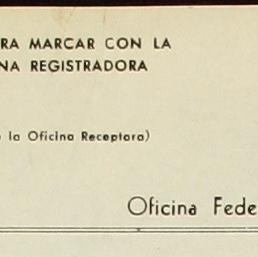 RA MARCAR CON LA
NA REGISTRADORA
la Oficina Receptora)
Oficina Fede